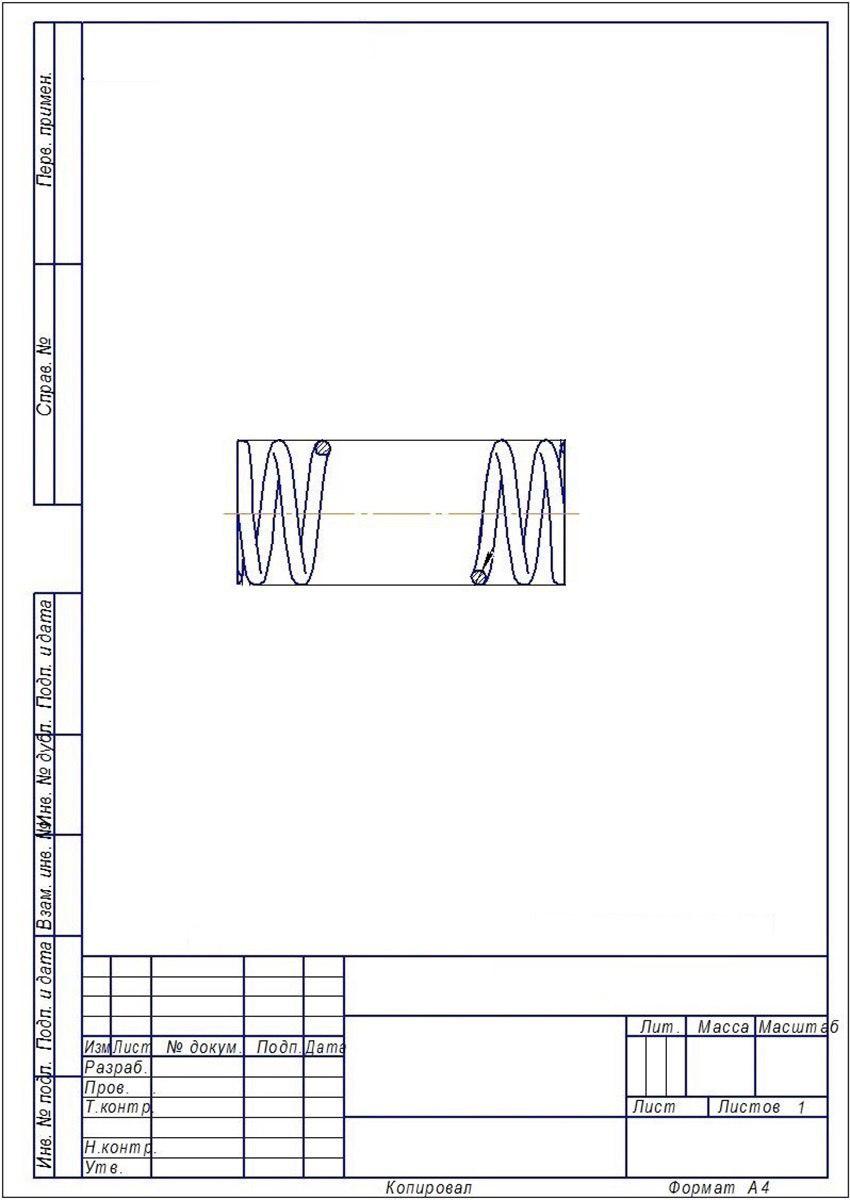 Перв. примен.
Справ. №
Подп. и дата
Инв. № дубл.
Взам. инв. №
Подп. и дата
Инв. № подл.
Лит. Масса Масштаб
Изм Лист № докум. Подп. Дата
Разраб.
Пров.
Т.контр.
Лист Листов 1
Н.контр.
Утв.
Копировал Формат А4